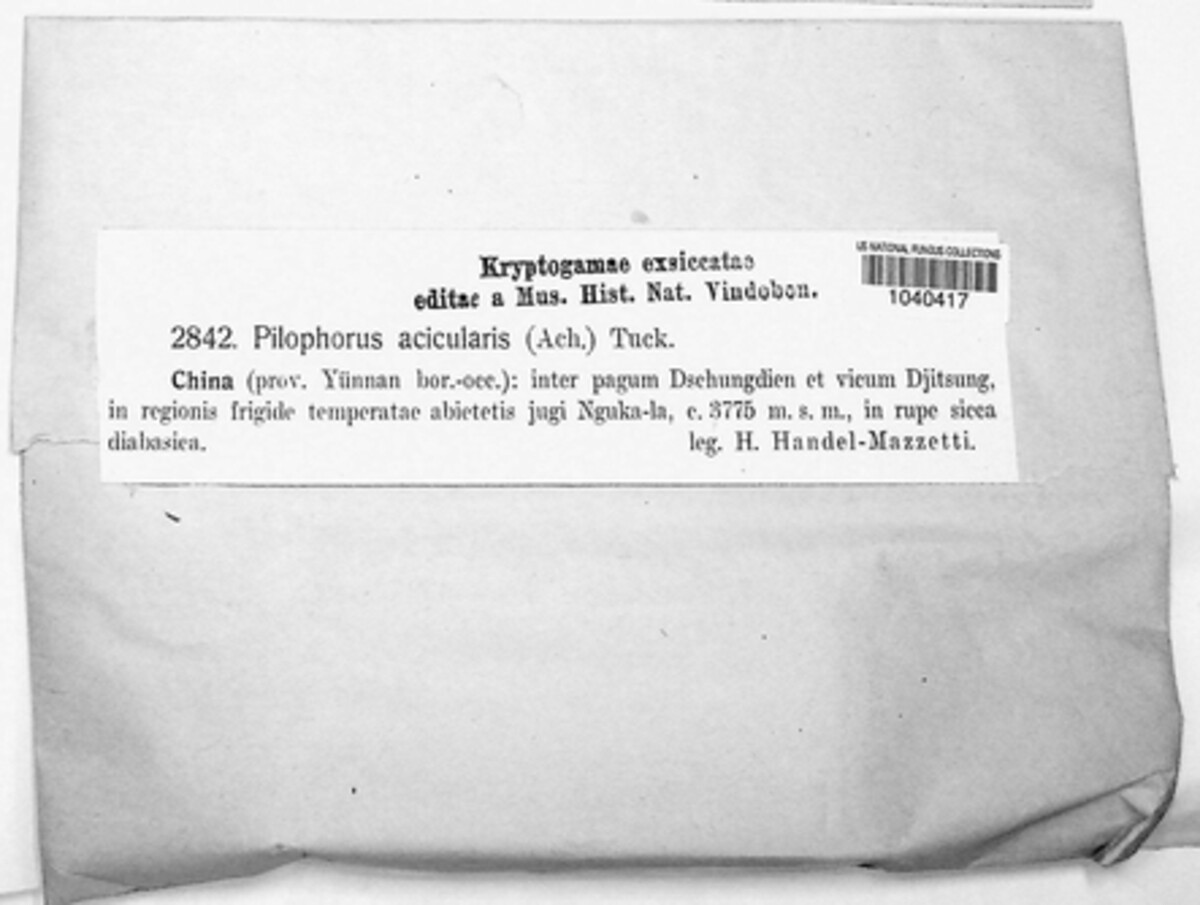 Kryptogamae exsiccatae
editae a Mus. Hist. Nat. Vindobon.
US NATIONAL FUNGUS COLLECTIONS
1040417
2842. Pilophorus acicularis (Ach.) Tuck.
China (prov. Yünnan bor.-occ.): inter pagum Dschungdien et vicum Djitsung,
in regionis frigide temperatae abietetis jugi Nguka-la, c. 3775 m. s. m., in rupe sicca
diabasica.
leg. H. Handel-Mazzetti.